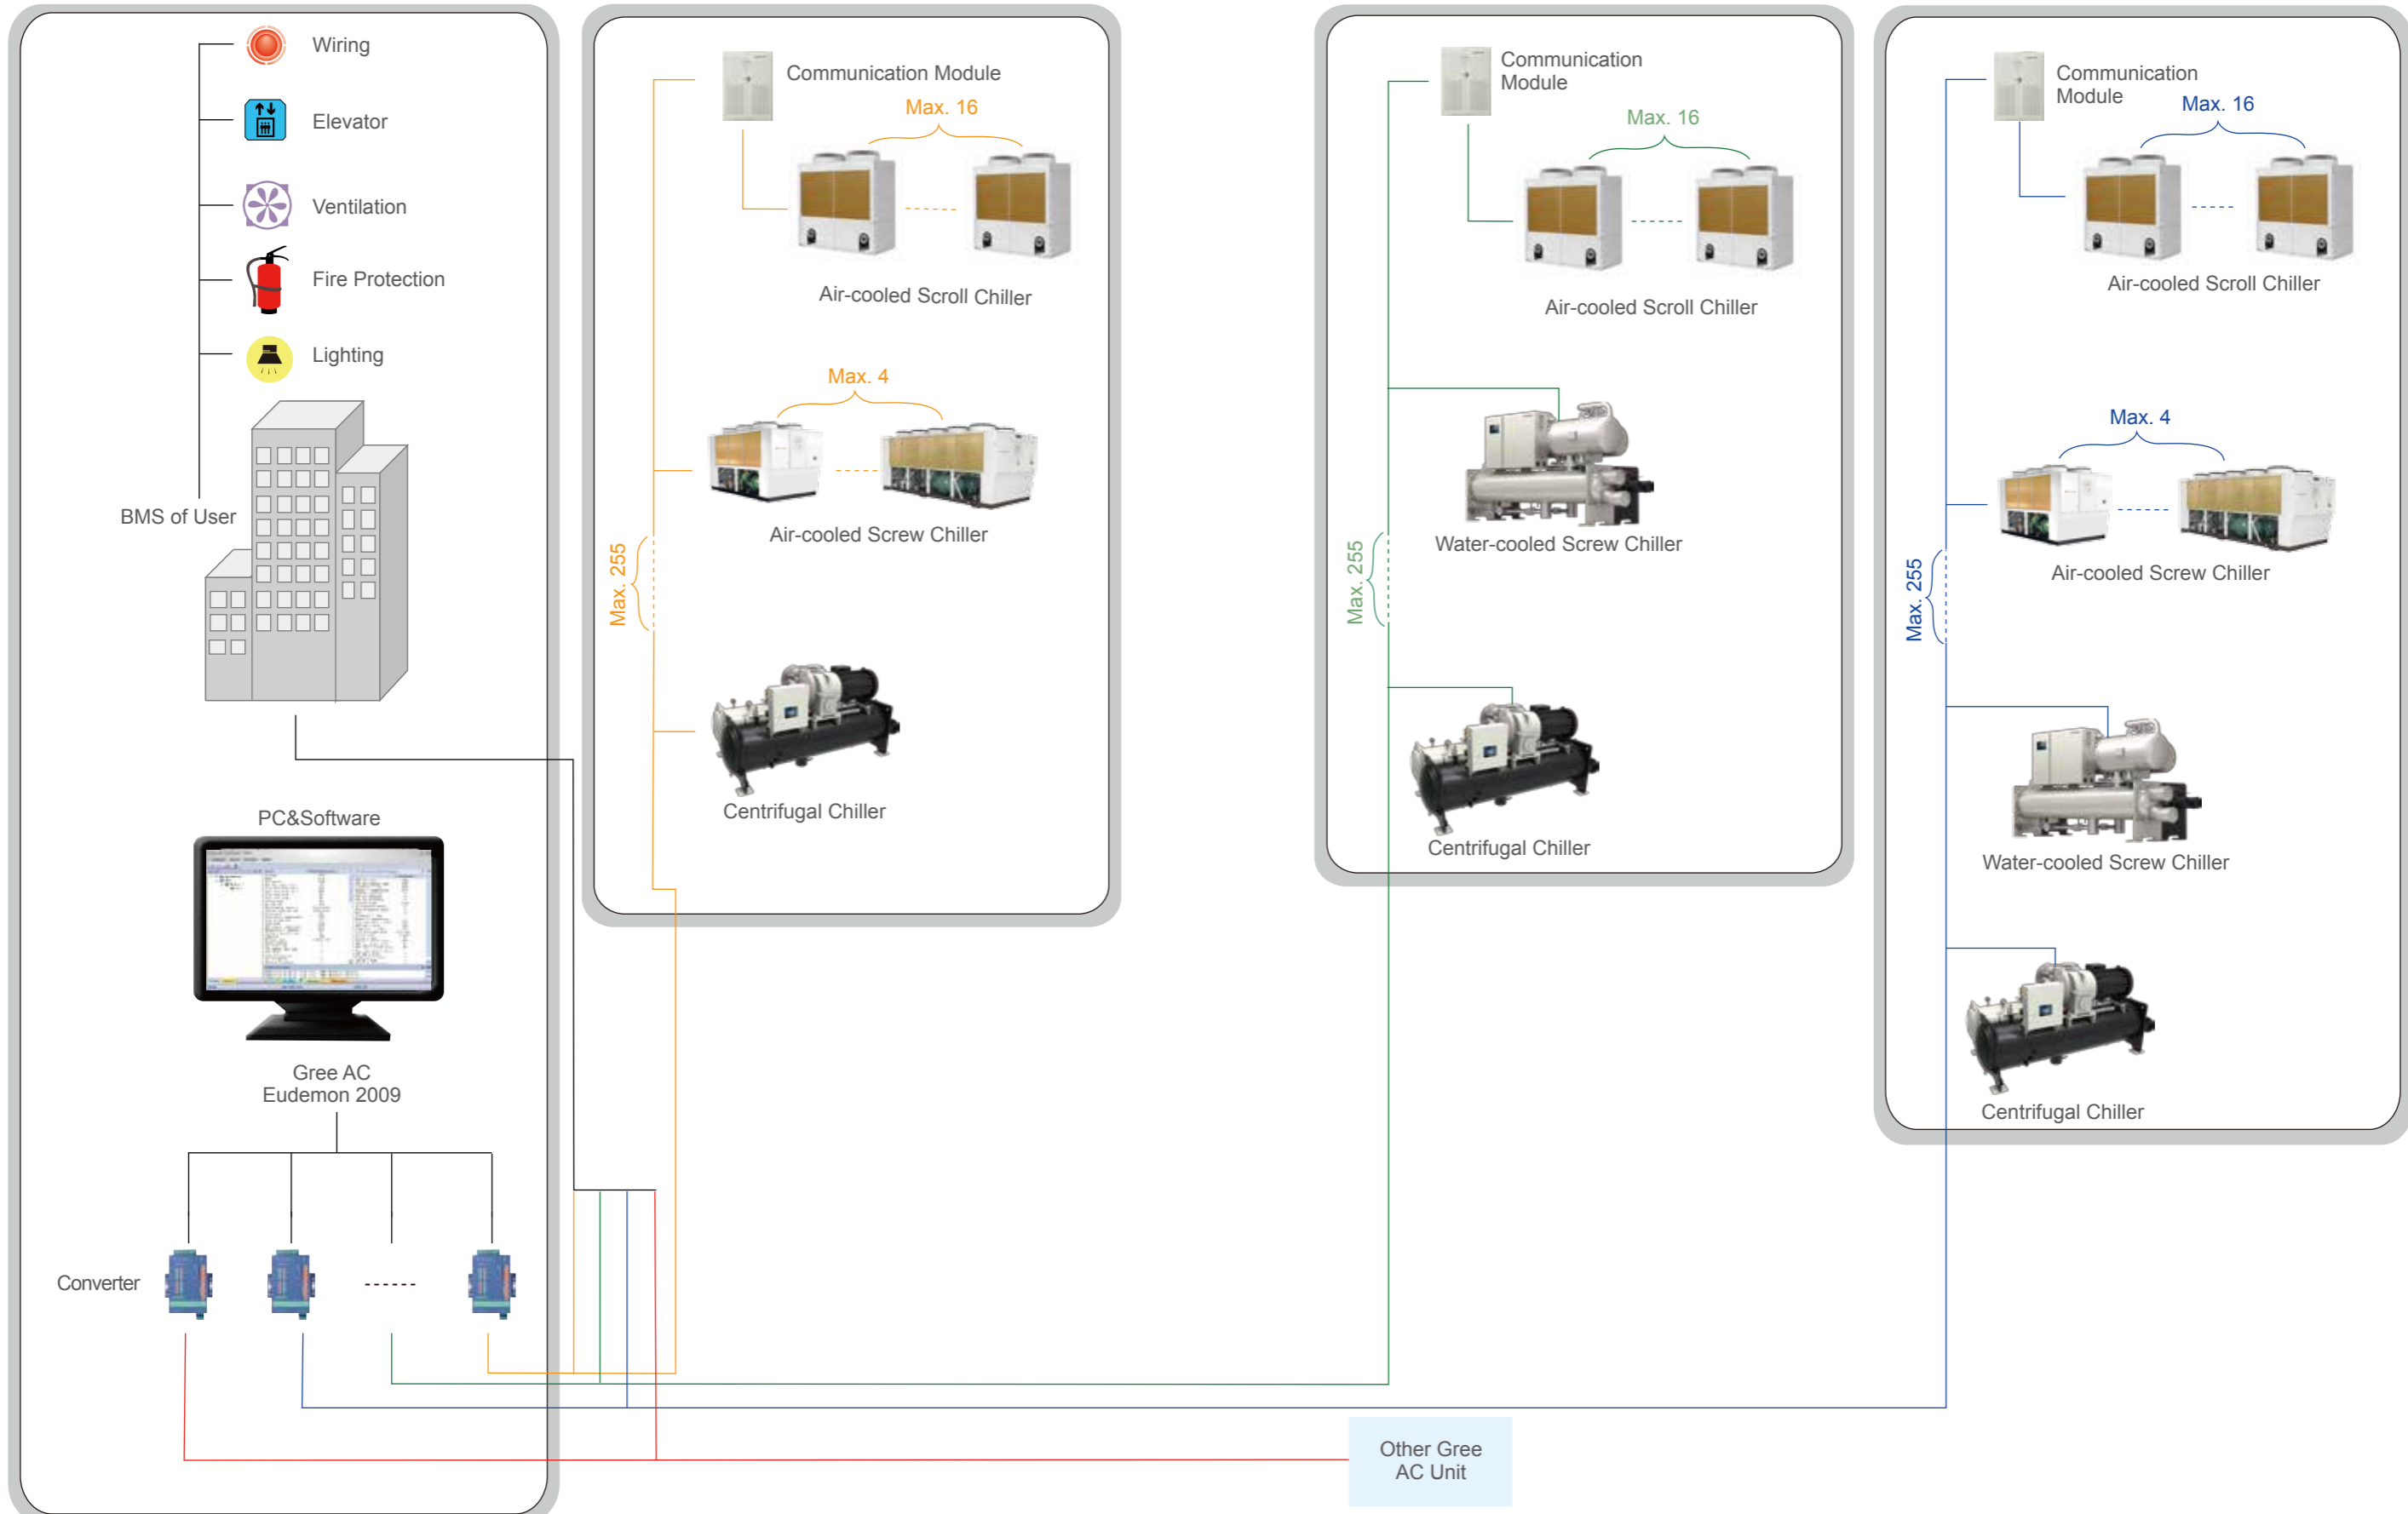 Wiring
Elevator
Ventilation
Fire Protection
Lighting
BMS of User
PC&Software
Gree AC
Eudemon 2009
Converter
Communication Module
Max. 16
Air-cooled Scroll Chiller
Max. 4
Air-cooled Screw Chiller
Max. 255
Centrifugal Chiller
Communication
Module
Max. 16
Air-cooled Scroll Chiller
Water-cooled Screw Chiller
Max. 255
Centrifugal Chiller
Communication
Module
Max. 16
Air-cooled Scroll Chiller
Max. 4
Air-cooled Screw Chiller
Max. 255
Water-cooled Screw Chiller
Centrifugal Chiller
Other Gree
AC Unit